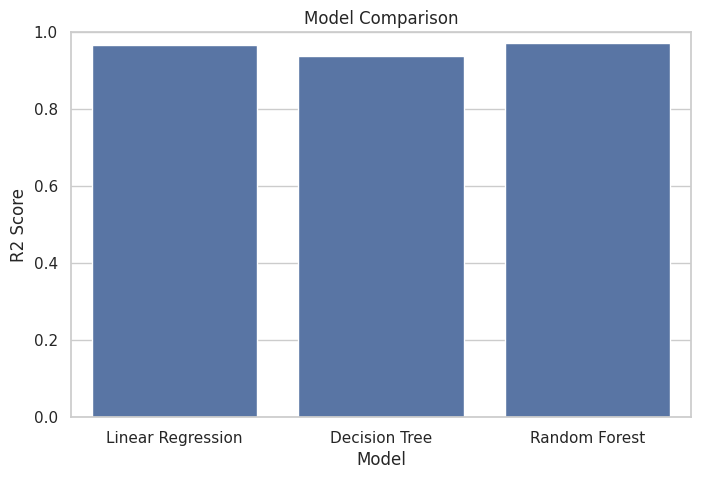 Model Comparison
1.0
0.8
0.6
0.4
0.2
0.0
R2 Score
Linear Regression
Decision Tree
Random Forest
Model